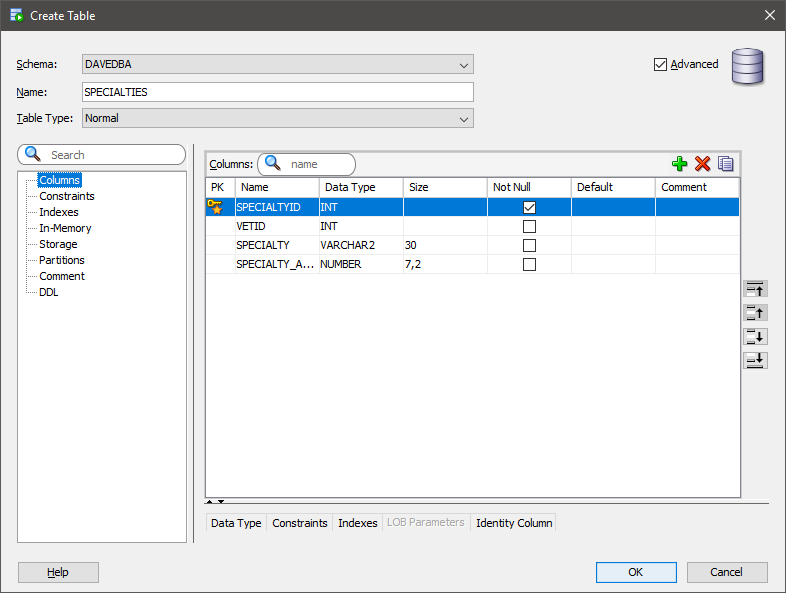 Create Table
Schema: DAVEDBA Advanced
Name: SPECIALTIES
Table Type: Normal
Search
Columns
Constraints
Indexes
In-Memory
Storage
Partitions
Comment
DDL
Columns: name
PK Name Data Type Size Not Null Default Comment
SPECIALTYID INT
VETID INT
SPECIALTY VARCHAR2 30
SPECIALTY_A... NUMBER 7,2
Data Type Constraints Indexes LOB Parameters Identity Column
Help OK Cancel